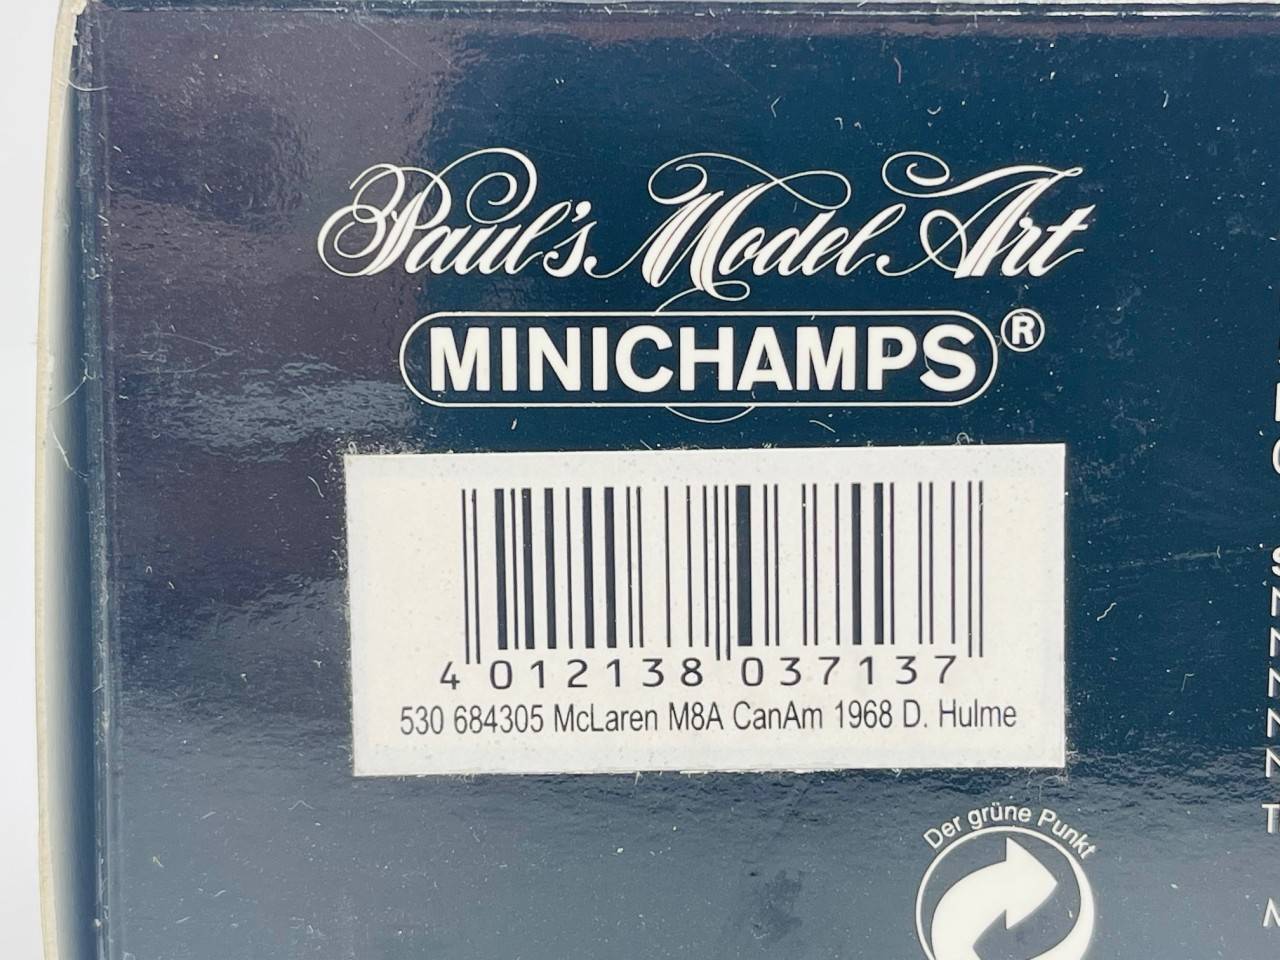 Paul's Model Art
MINICHAMPS®
4 012138 037137
530 684305 McLaren M8A CanAm 1968 D. Hulme
Der grüne Punkt
®